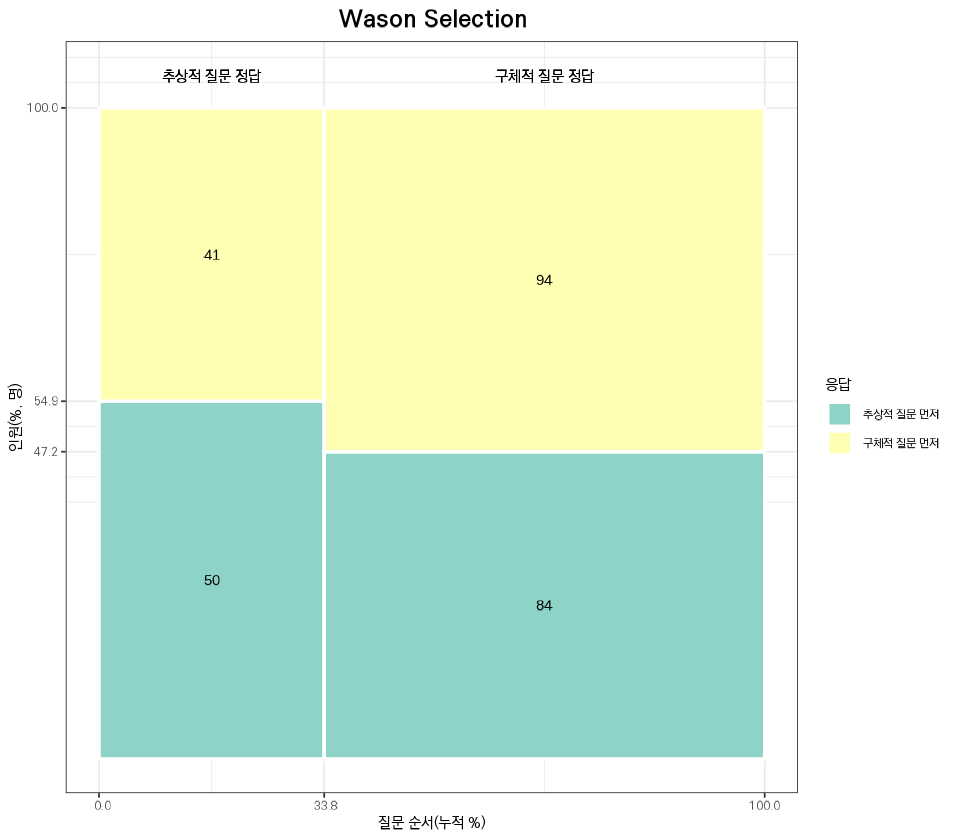 Wason Selection
추상적 질문 정답
구체적 질문 정답
100.0
41
94
54.9
47.2
50
84
인원(%, 명)
0.0
33.8
100.0
질문 순서(누적 %)
응답
추상적 질문 먼저
구체적 질문 먼저